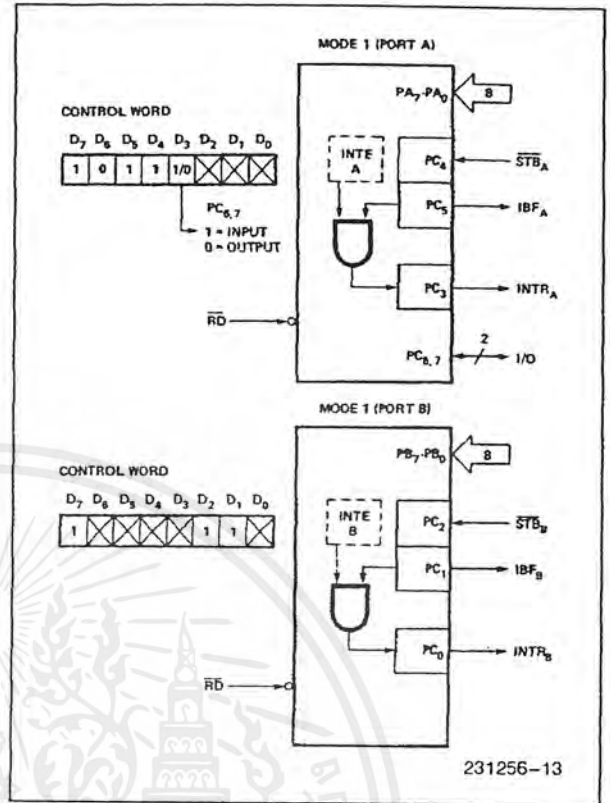 MODE 1 (PORT A)
PA7-PA0
8
CONTROL WORD
D7 D6 D5 D4 D3 D2 D1 D0
1 0 1 1 1/0
INTE A
PC4
STBA
PC5
IBFA
PC6,7
1 = INPUT
0 = OUTPUT
PC3
INTRA
RD
PC6,7
2
I/O
MODE 1 (PORT B)
PB7-PB0
8
CONTROL WORD
D7 D6 D5 D4 D3 D2 D1 D0
1 1 1
INTE B
PC2
STBB
PC1
IBFB
PC0
INTRB
RD
231256-13